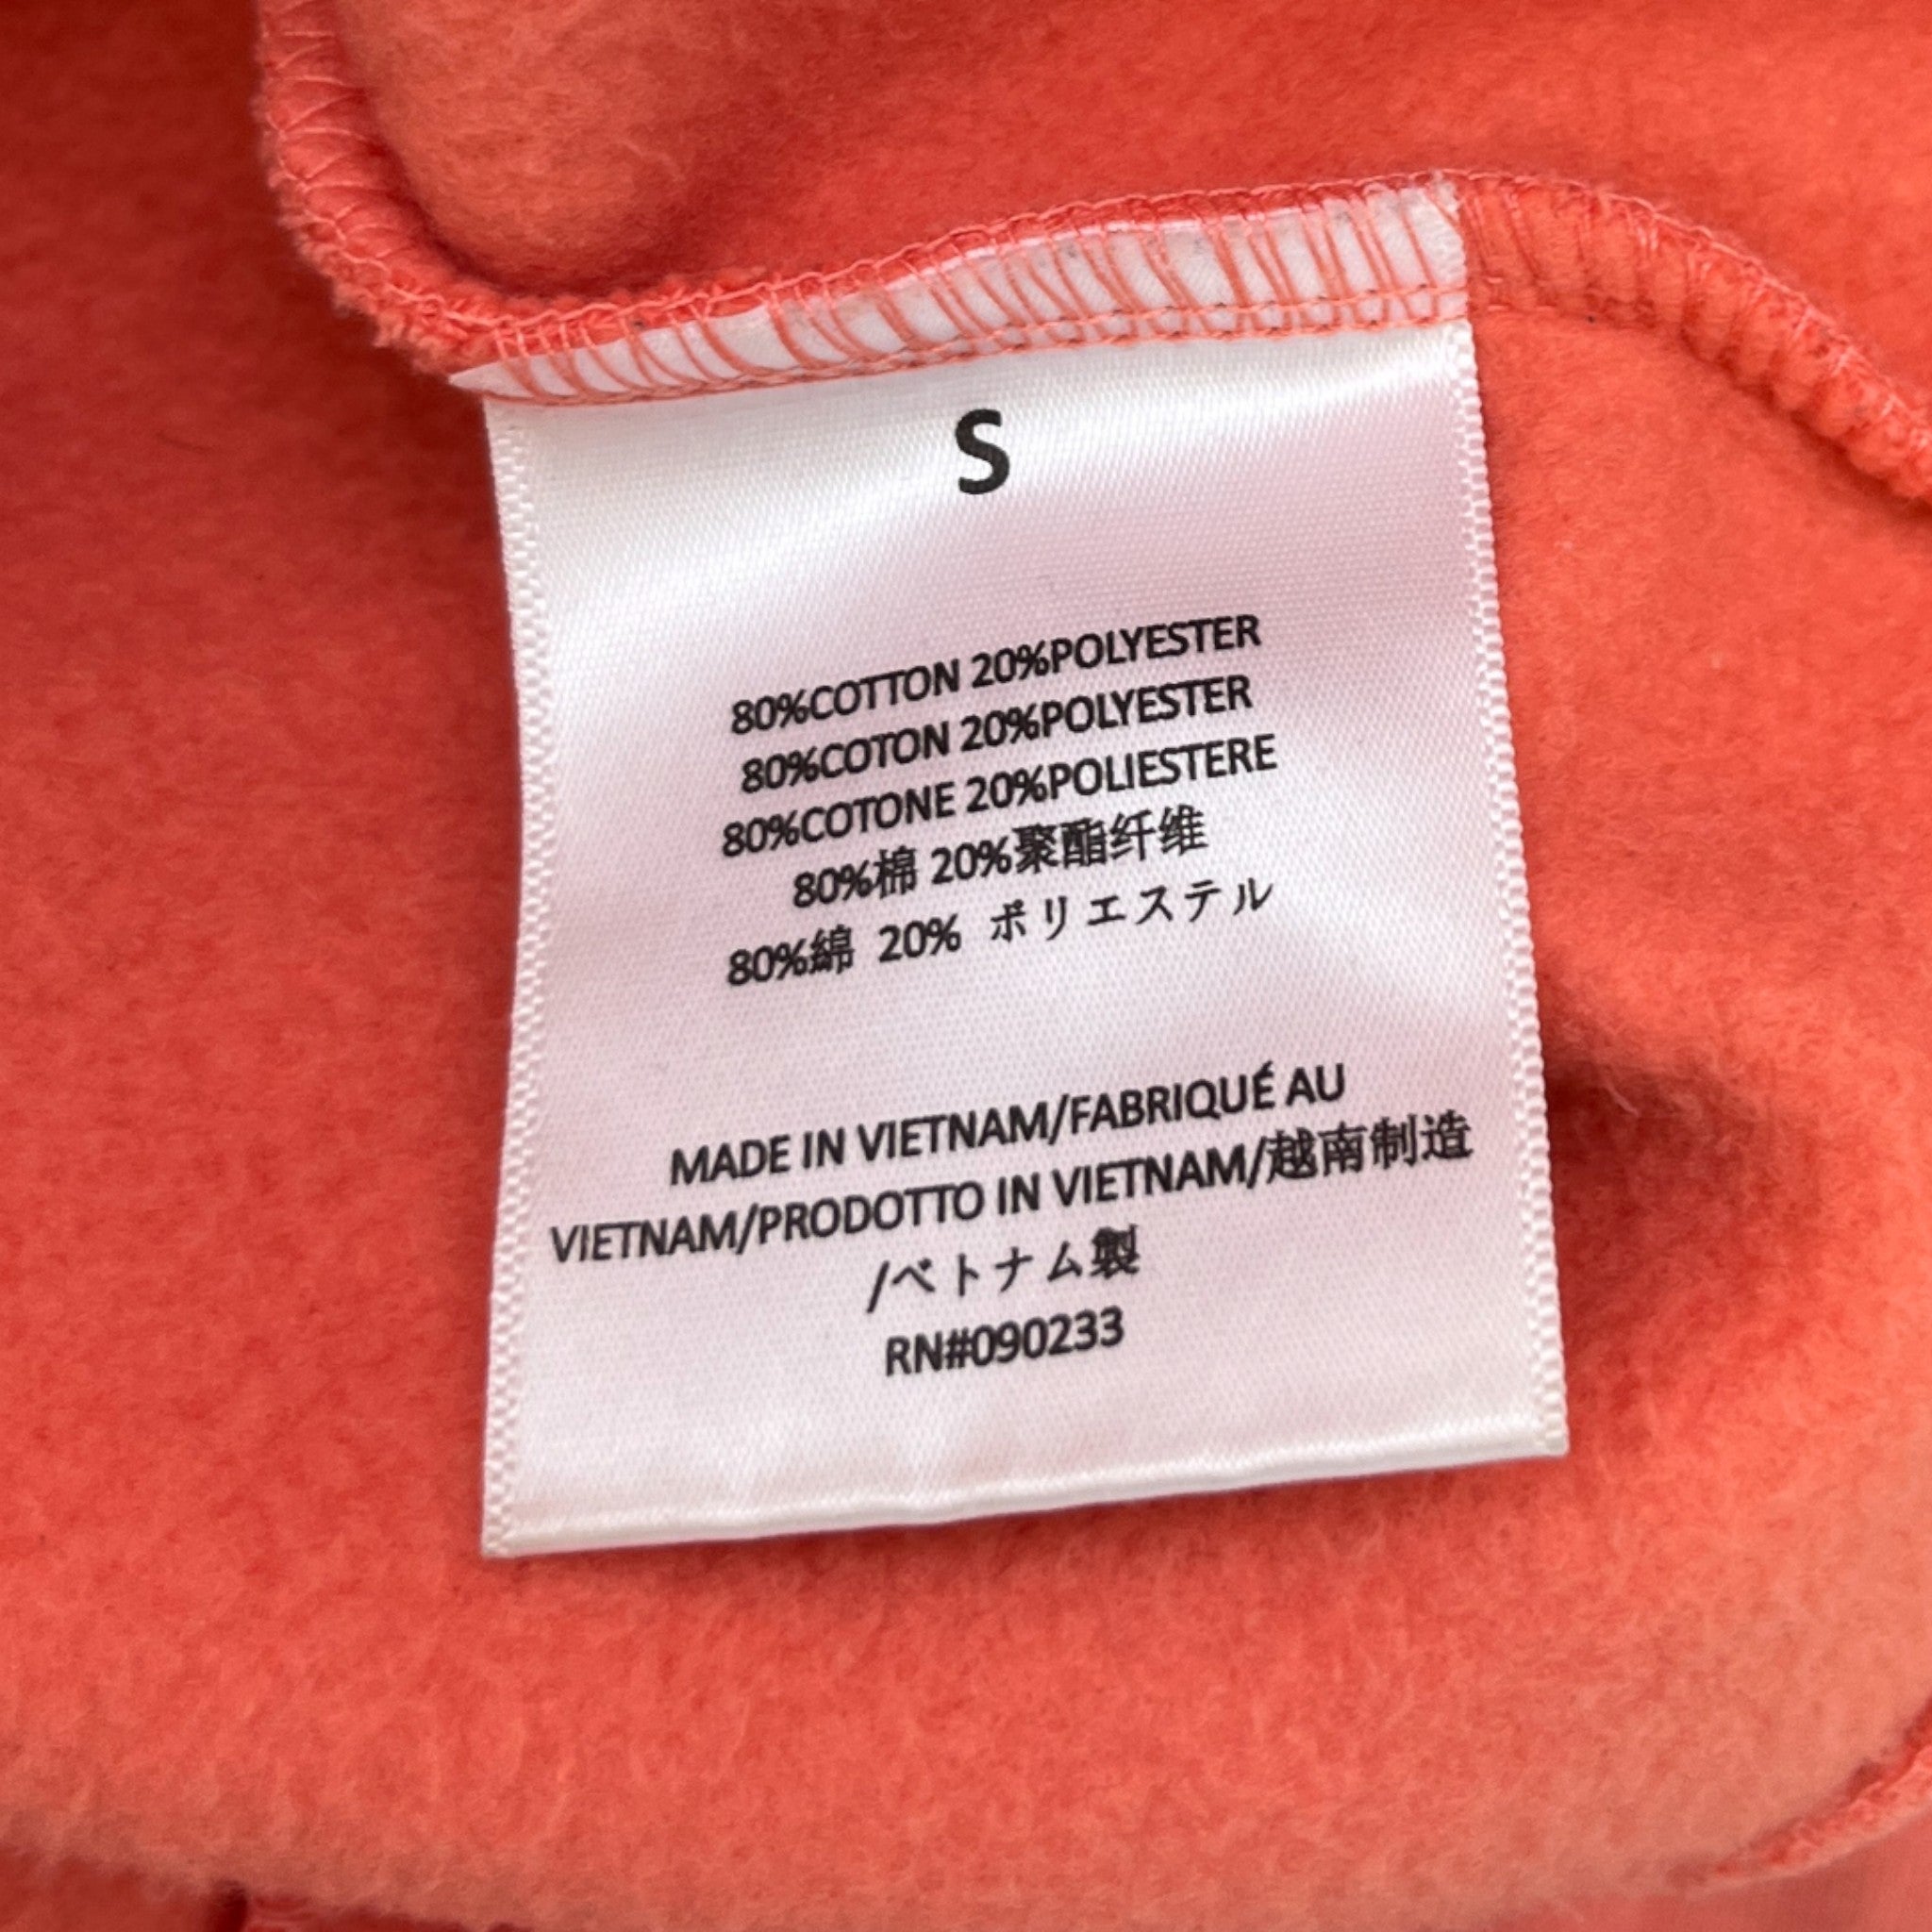 S
80%COTTON 20%POLYESTER
80%COTON 20%POLYESTER
80%COTONE 20%POLIESTERE
80%棉 20%聚酯纤维
80%綿 20% ポリエステル
MADE IN VIETNAM/FABRIQUÉ AU
VIETNAM/PRODOTTO IN VIETNAM/越南制造
/ベトナム製
RN#090233